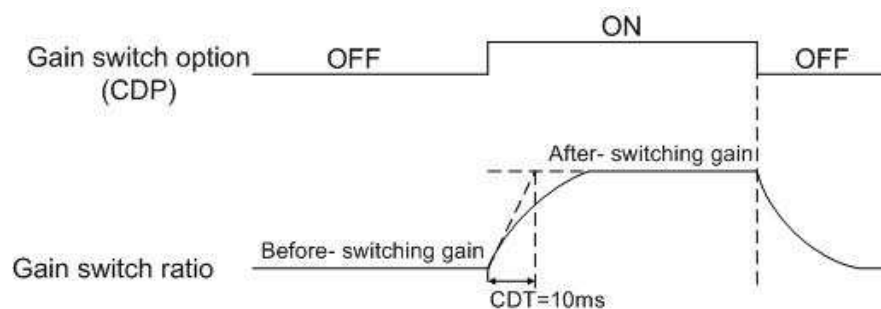 ON
Gain switch option
(CDP)
OFF
OFF
After- switching gain
Before- switching gain
Gain switch ratio
CDT=10ms